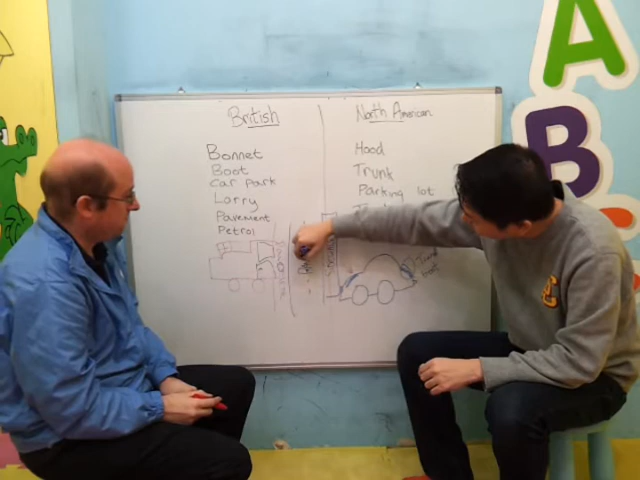 British
Bonnet
Boot
Car Park
Lorry
Pavement
Petrol
North American
Hood
Trunk
Parking lot
A
B